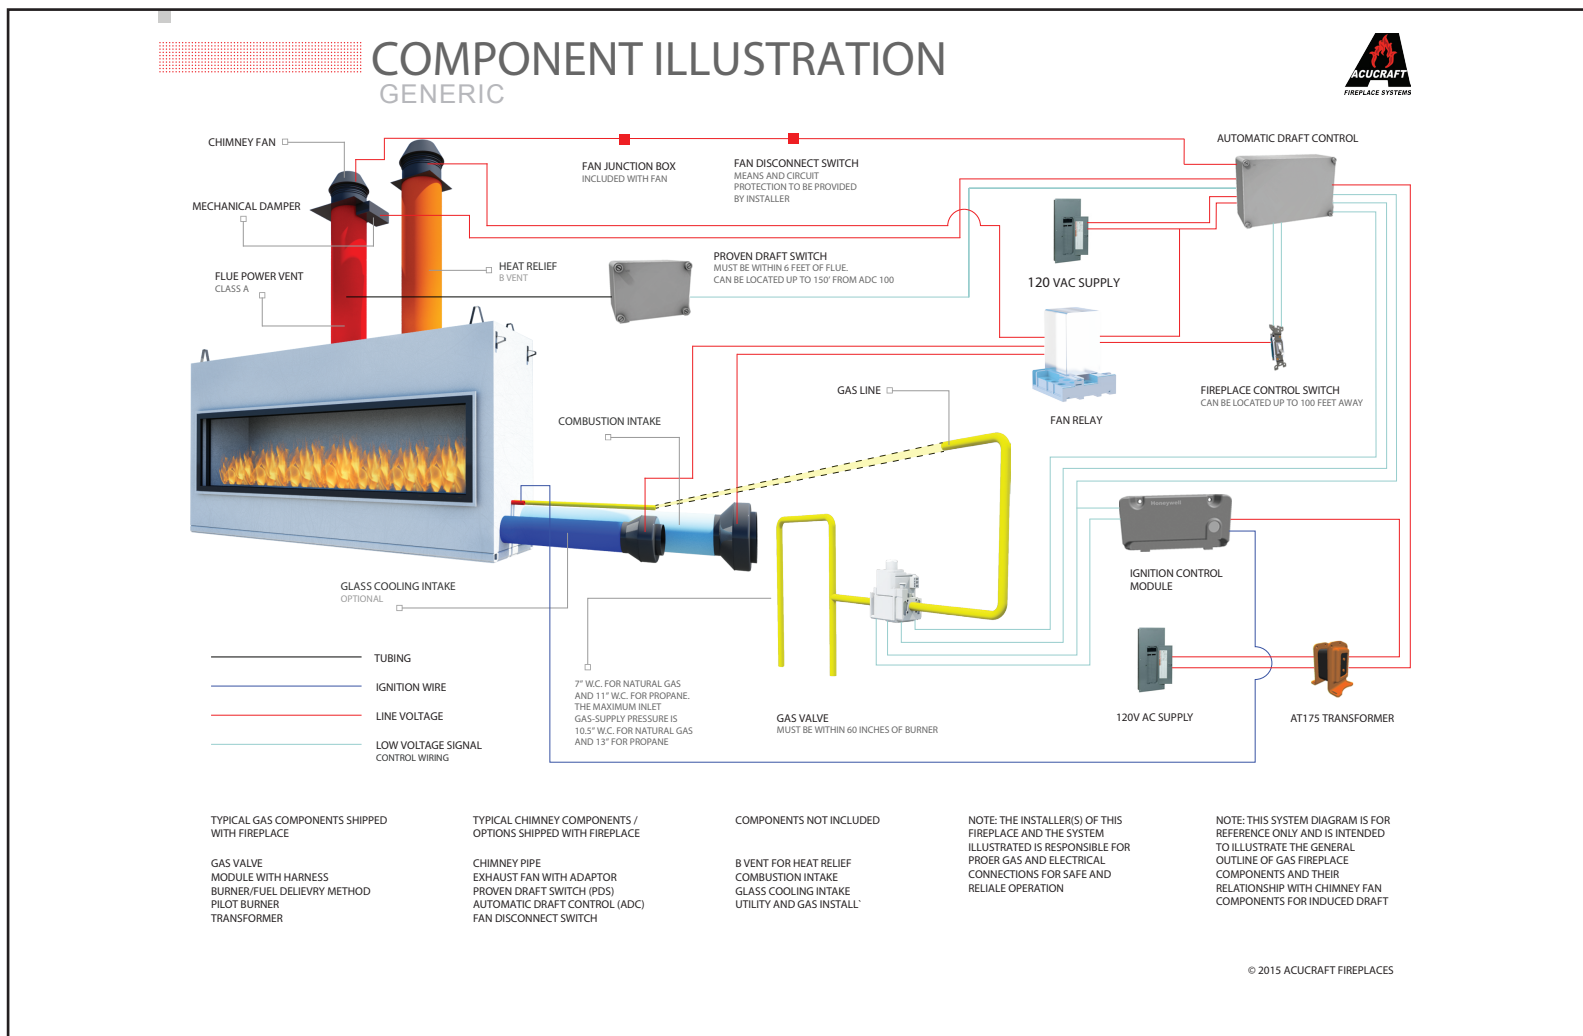 COMPONENT ILLUSTRATION
GENERIC
ACUCRAFT
FIREPLACE SYSTEMS
CHIMNEY FAN
FAN JUNCTION BOX
INCLUDED WITH FAN
FAN DISCONNECT SWITCH
MEANS AND CIRCUIT
PROTECTION TO BE PROVIDED
BY INSTALLER
AUTOMATIC DRAFT CONTROL
MECHANICAL DAMPER
FLUE POWER VENT
CLASS A
HEAT RELIEF
B VENT
PROVEN DRAFT SWITCH
MUST BE WITHIN 6 FEET OF FLUE.
CAN BE LOCATED UP TO 150' FROM ADC 100
120 VAC SUPPLY
GAS LINE
FIREPLACE CONTROL SWITCH
CAN BE LOCATED UP TO 100 FEET AWAY
FAN RELAY
COMBUSTION INTAKE
Honeywell
IGNITION CONTROL
MODULE
GLASS COOLING INTAKE
OPTIONAL
TUBING
IGNITION WIRE
LINE VOLTAGE
LOW VOLTAGE SIGNAL
CONTROL WIRING
7" W.C. FOR NATURAL GAS
AND 11" W.C. FOR PROPANE.
THE MAXIMUM INLET
GAS-SUPPLY PRESSURE IS
10.5" W.C. FOR NATURAL GAS
AND 13" FOR PROPANE
GAS VALVE
MUST BE WITHIN 60 INCHES OF BURNER
120V AC SUPPLY
AT175 TRANSFORMER
TYPICAL GAS COMPONENTS SHIPPED
WITH FIREPLACE
GAS VALVE
MODULE WITH HARNESS
BURNER/FUEL DELIEVRY METHOD
PILOT BURNER
TRANSFORMER
TYPICAL CHIMNEY COMPONENTS /
OPTIONS SHIPPED WITH FIREPLACE
CHIMNEY PIPE
EXHAUST FAN WITH ADAPTOR
PROVEN DRAFT SWITCH (PDS)
AUTOMATIC DRAFT CONTROL (ADC)
FAN DISCONNECT SWITCH
COMPONENTS NOT INCLUDED
B VENT FOR HEAT RELIEF
COMBUSTION INTAKE
GLASS COOLING INTAKE
UTILITY AND GAS INSTALL`
NOTE: THE INSTALLER(S) OF THIS
FIREPLACE AND THE SYSTEM
ILLUSTRATED IS RESPONSIBLE FOR
PROER GAS AND ELECTRICAL
CONNECTIONS FOR SAFE AND
RELIALE OPERATION
NOTE: THIS SYSTEM DIAGRAM IS FOR
REFERENCE ONLY AND IS INTENDED
TO ILLUSTRATE THE GENERAL
OUTLINE OF GAS FIREPLACE
COMPONENTS AND THEIR
RELATIONSHIP WITH CHIMNEY FAN
COMPONENTS FOR INDUCED DRAFT
© 2015 ACUCRAFT FIREPLACES